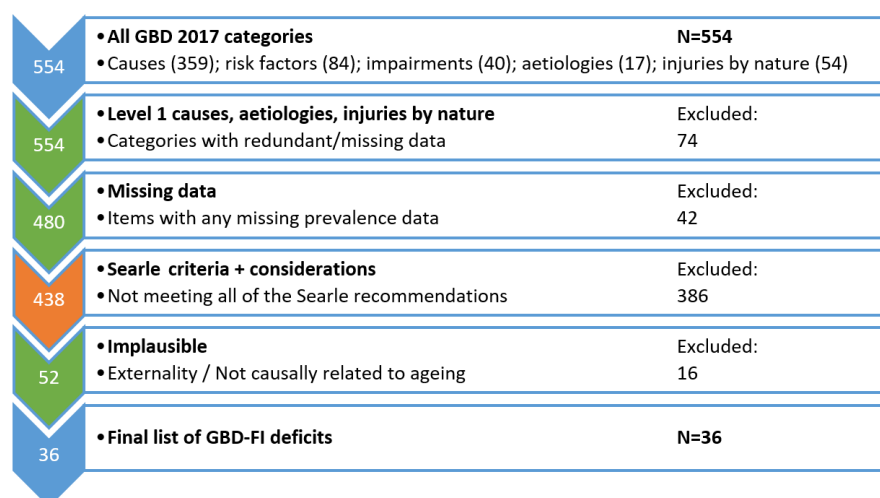 •All GBD 2017 categories N=554
554 •Causes (359); risk factors (84); impairments (40); aetiologies (17); injuries by nature (54)
•Level 1 causes, aetiologies, injuries by nature Excluded:
554 •Categories with redundant/missing data 74
•Missing data Excluded:
480 •Items with any missing prevalence data 42
•Searle criteria + considerations Excluded:
438 •Not meeting all of the Searle recommendations 386
•Implausible Excluded:
52 •Externality / Not causally related to ageing 16
36 •Final list of GBD-FI deficits N=36